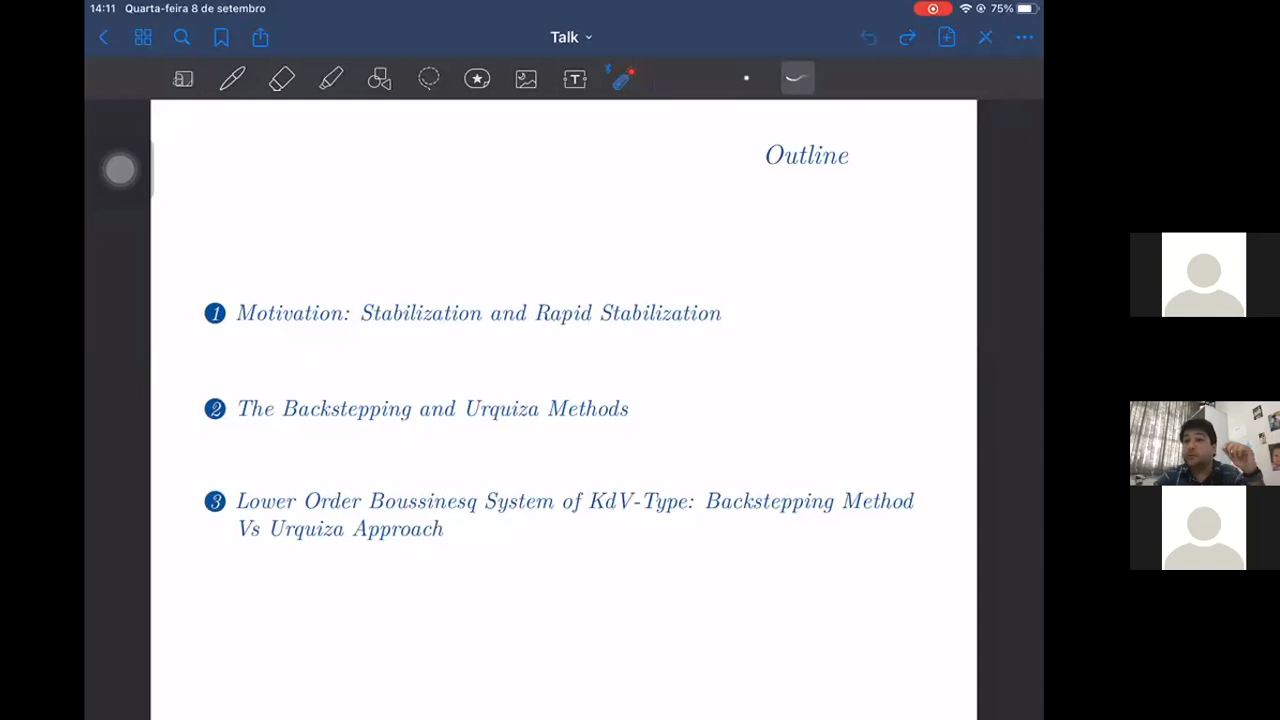 14:11 Quarta-feira 8 de setembro 75%
Talk
T
Outline
1 Motivation: Stabilization and Rapid Stabilization
2 The Backstepping and Urquiza Methods
3 Lower Order Boussinesq System of KdV-Type: Backstepping Method
Vs Urquiza Approach